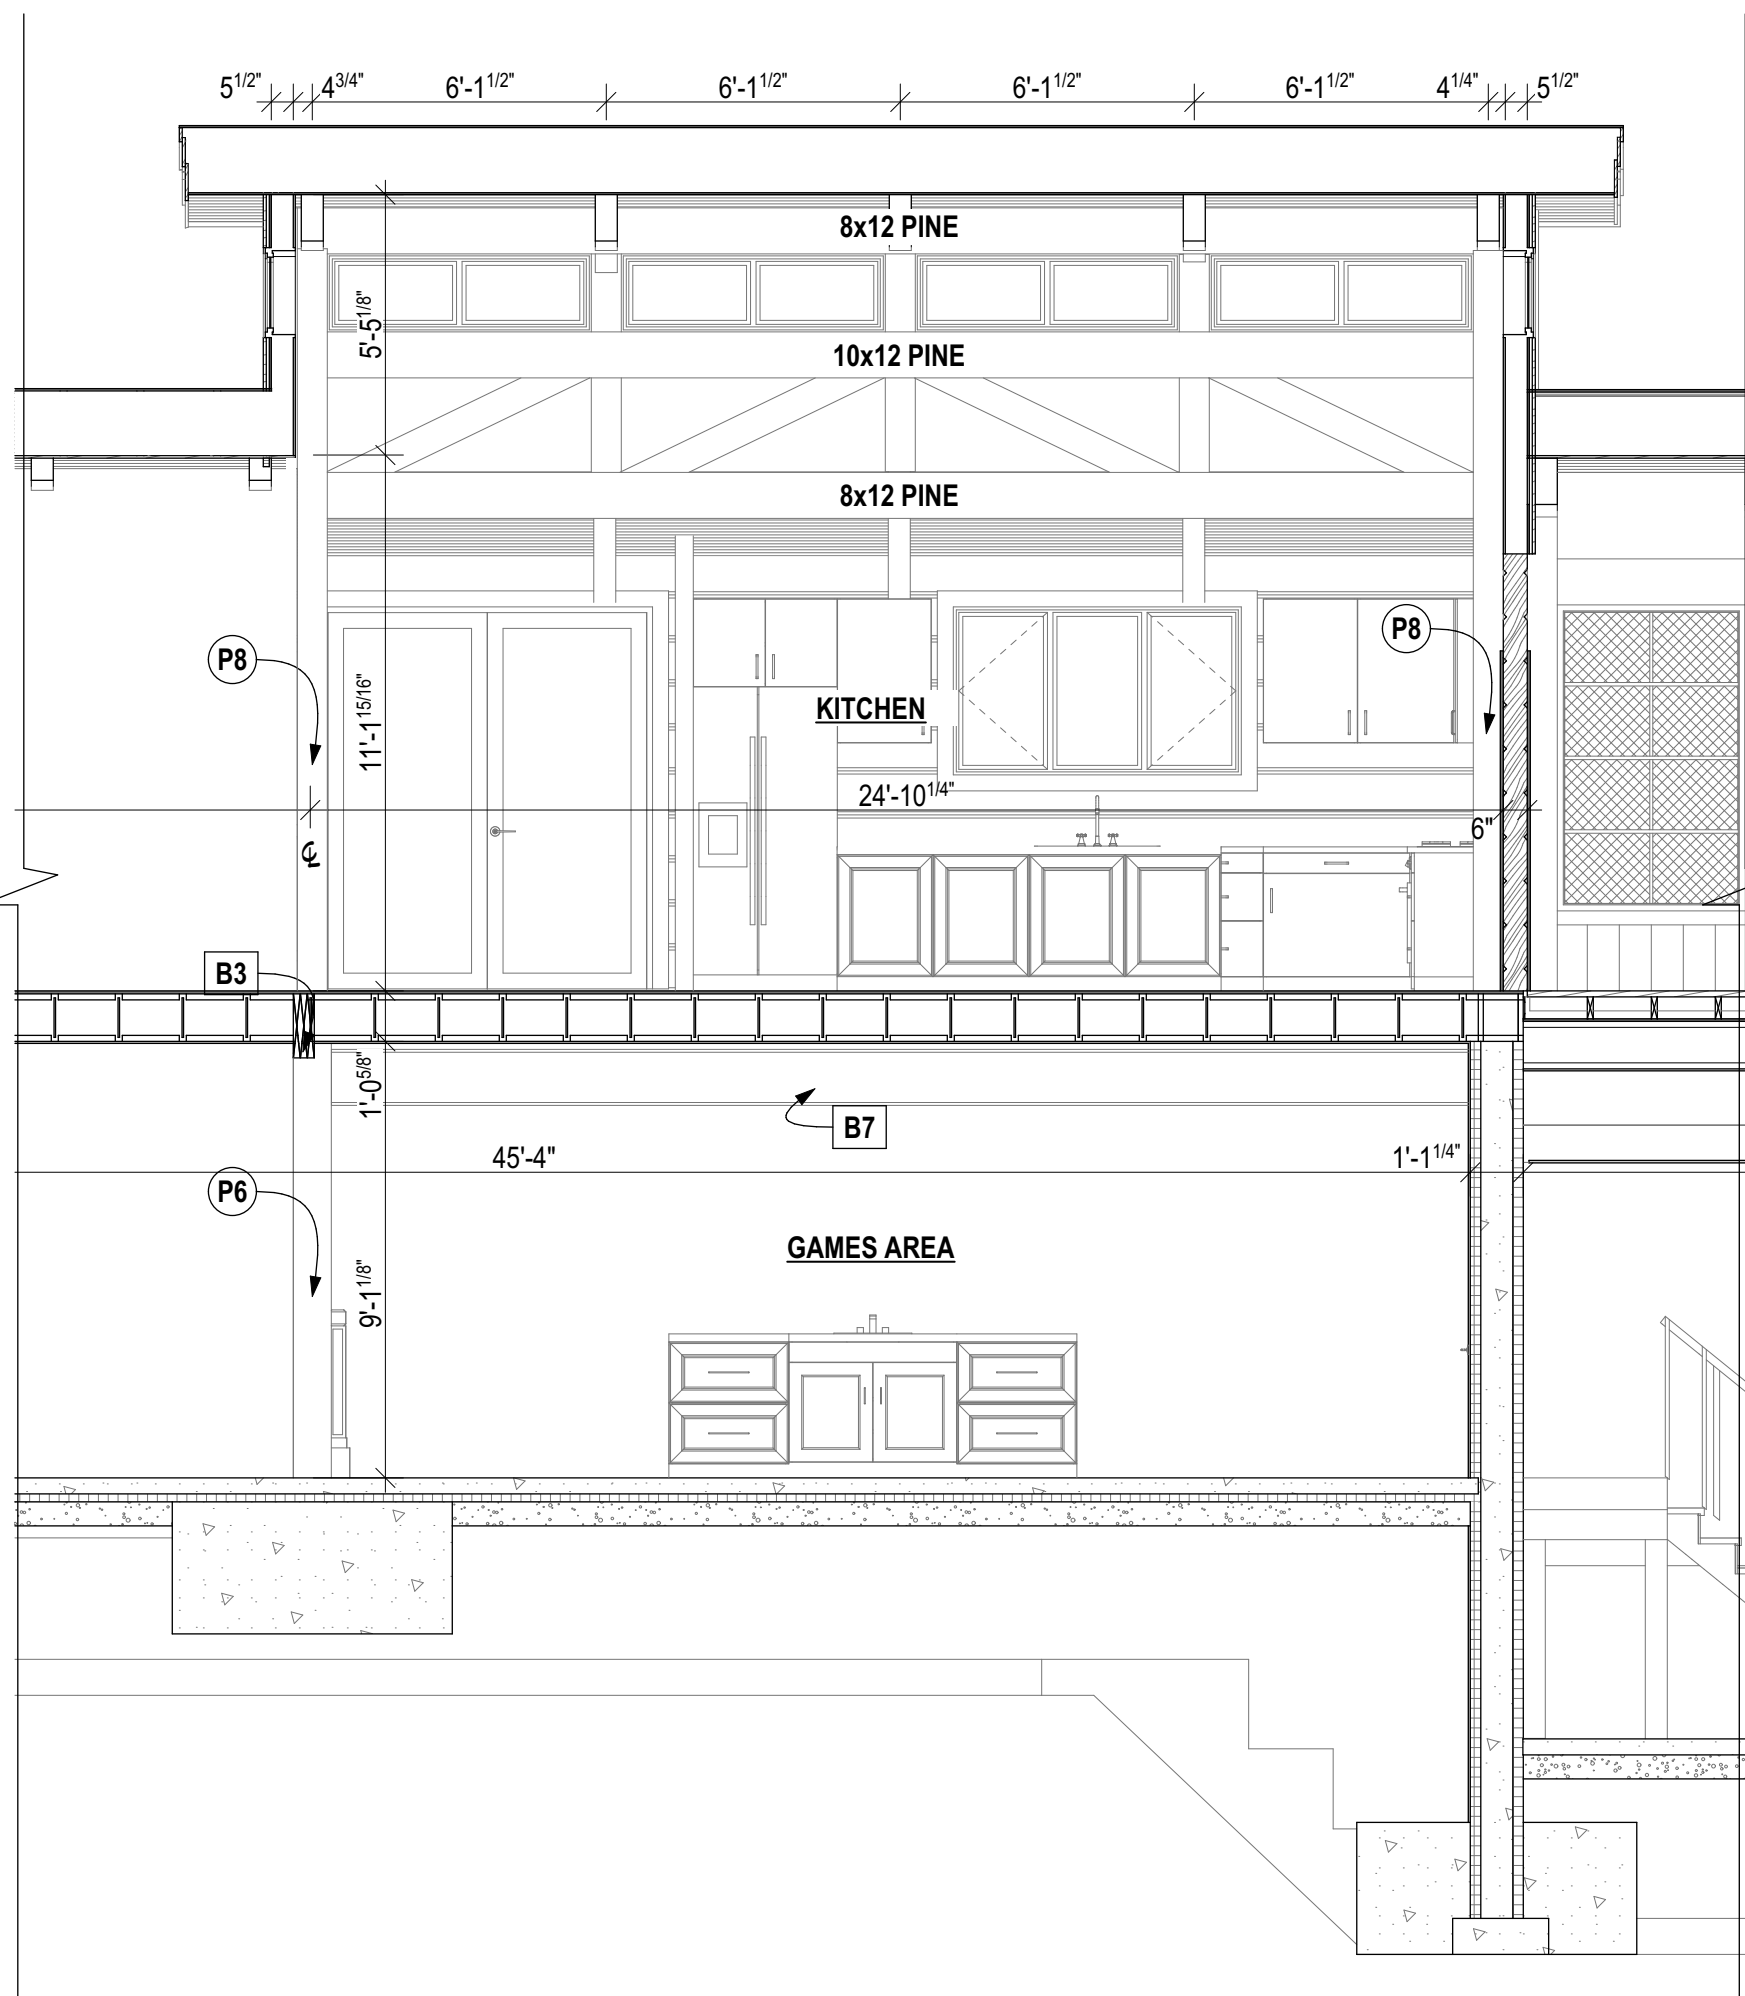 5 1/2" 4 3/4" 6'-1 1/2" 6'-1 1/2" 6'-1 1/2" 6'-1 1/2" 4 1/4" 5 1/2"
8x12 PINE
5'-5 1/8"
10x12 PINE
8x12 PINE
P8
P8
11'-1 15/16"
KITCHEN
24'-10 1/4"
6"
℄
B3
1'-0 5/8"
B7
45'-4"
1'-1 1/4"
P6
GAMES AREA
9'-1 1/8"